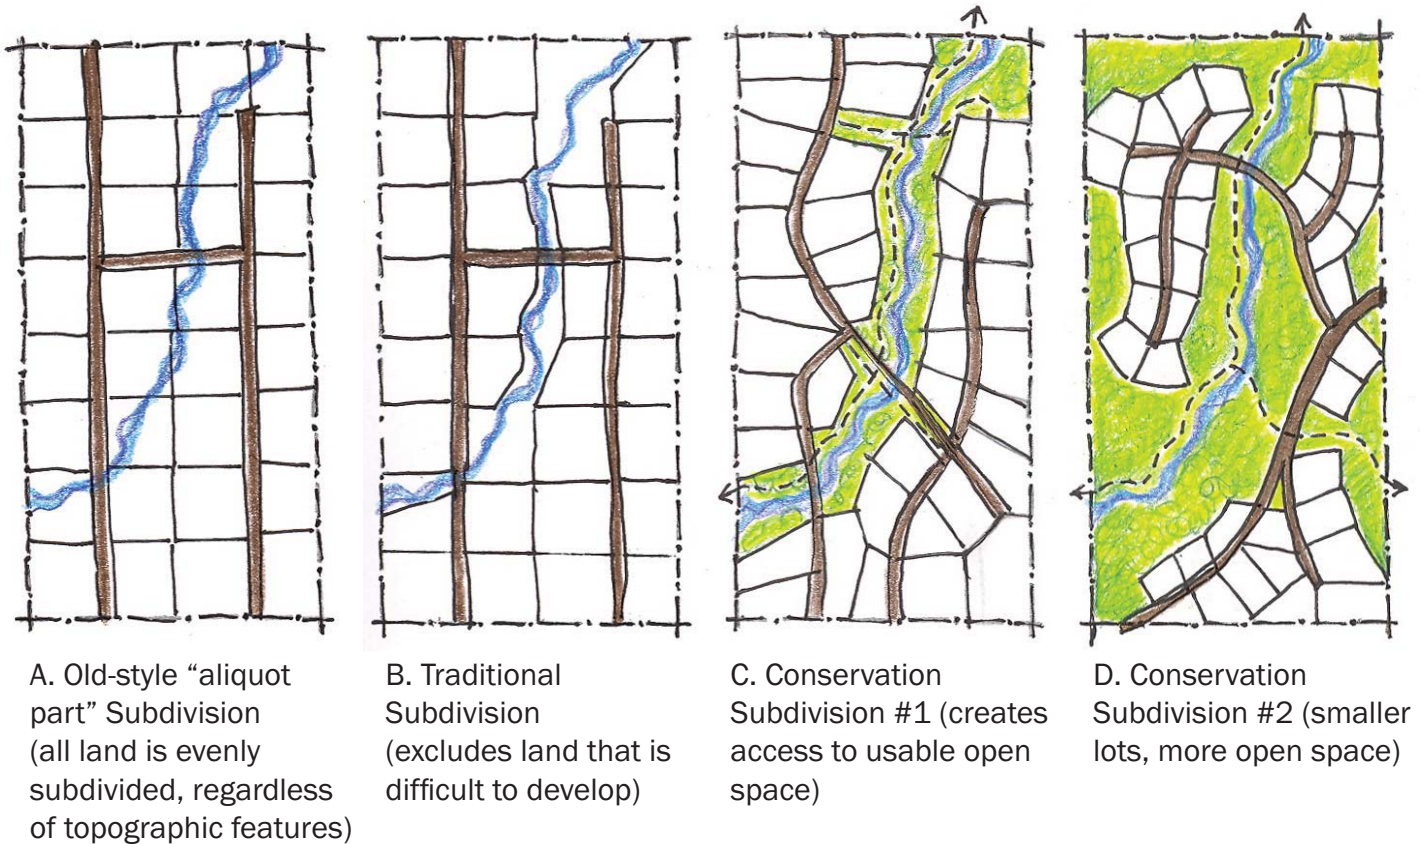 A. Old-style “aliquot
part” Subdivision
(all land is evenly
subdivided, regardless
of topographic features)
B. Traditional
Subdivision
(excludes land that is
difficult to develop)
C. Conservation
Subdivision #1 (creates
access to usable open
space)
D. Conservation
Subdivision #2 (smaller
lots, more open space)